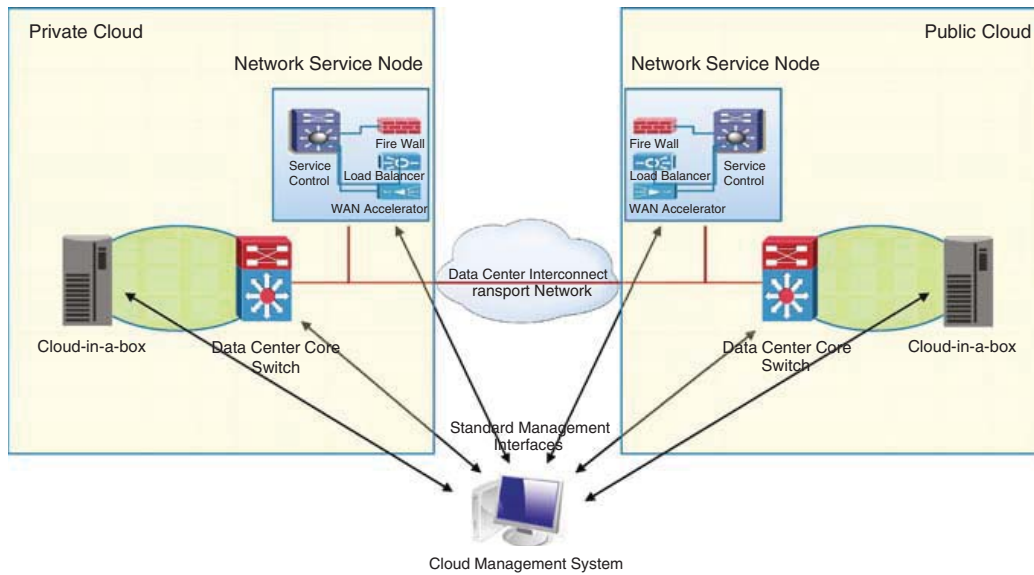 Private Cloud
Public Cloud
Network Service Node
Network Service Node
Fire Wall
Service
Control
Load Balancer
WAN Accelerator
Fire Wall
Load Balancer
Service
Control
WAN Accelerator
Data Center Interconnect
ransport Network
Cloud-in-a-box
Data Center Core
Switch
Data Center Core
Switch
Cloud-in-a-box
Standard Management
Interfaces
Cloud Management System